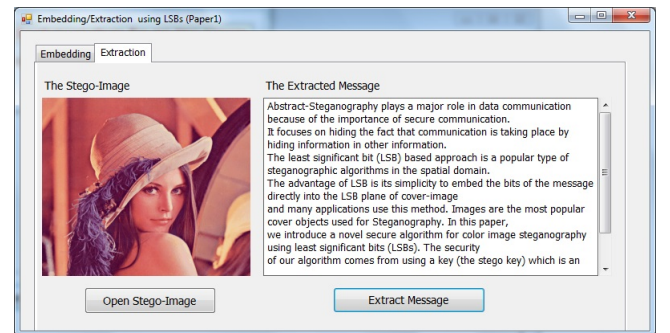 Embedding/Extraction using LSBs (Paper1)
Embedding Extraction
The Stego-Image
The Extracted Message
Abstract-Steganography plays a major role in data communication
because of the importance of secure communication.
It focuses on hiding the fact that communication is taking place by
hiding information in other information.
The least significant bit (LSB) based approach is a popular type of
steganographic algorithms in the spatial domain.
The advantage of LSB is its simplicity to embed the bits of the message
directly into the LSB plane of cover-image
and many applications use this method. Images are the most popular
cover objects used for Steganography. In this paper,
we introduce a novel secure algorithm for color image steganography
using least significant bits (LSBs). The security
of our algorithm comes from using a key (the stego key) which is an
Open Stego-Image
Extract Message